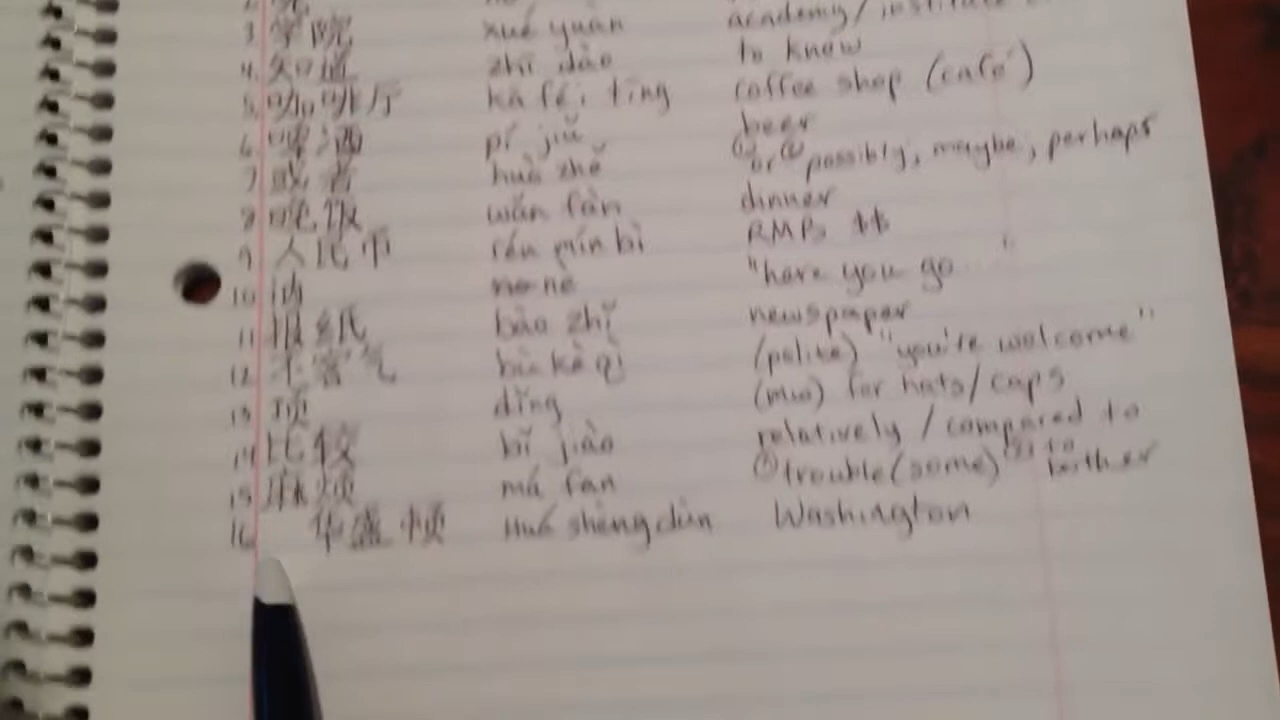 3 学院 xué yuàn academy/institute
4. 知道 zhī dào to know
5. 咖啡厅 kā fēi tīng coffee shop (café)
6. 啤酒 pí jiǔ beer
7 或者 huò zhě ① or ② possibly, maybe, perhaps
8 晚饭 wǎn fàn dinner
9 人民币 rén mín bì RMB $$
10 ne "here you go
11 报纸 bào zhǐ newspaper
12 不客气 bù kè qì (polite) "you're welcome"
13 顶 dǐng (mw) for hats/caps
14 比较 bǐ jiào relatively / compared to
15 麻烦 má fan ① trouble(some) ② to bother
16 华盛顿 Huá shèng dùn Washington